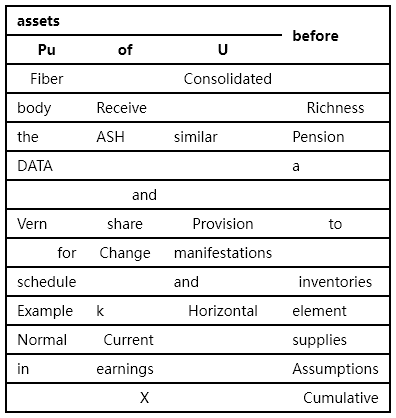 assets before
Pu of U
Fiber Consolidated
body Receive Richness
the ASH similar Pension
DATA a
and
Vern share Provision to
for Change manifestations
schedule and inventories
Example k Horizontal element
Normal Current supplies
in earnings Assumptions
X Cumulative